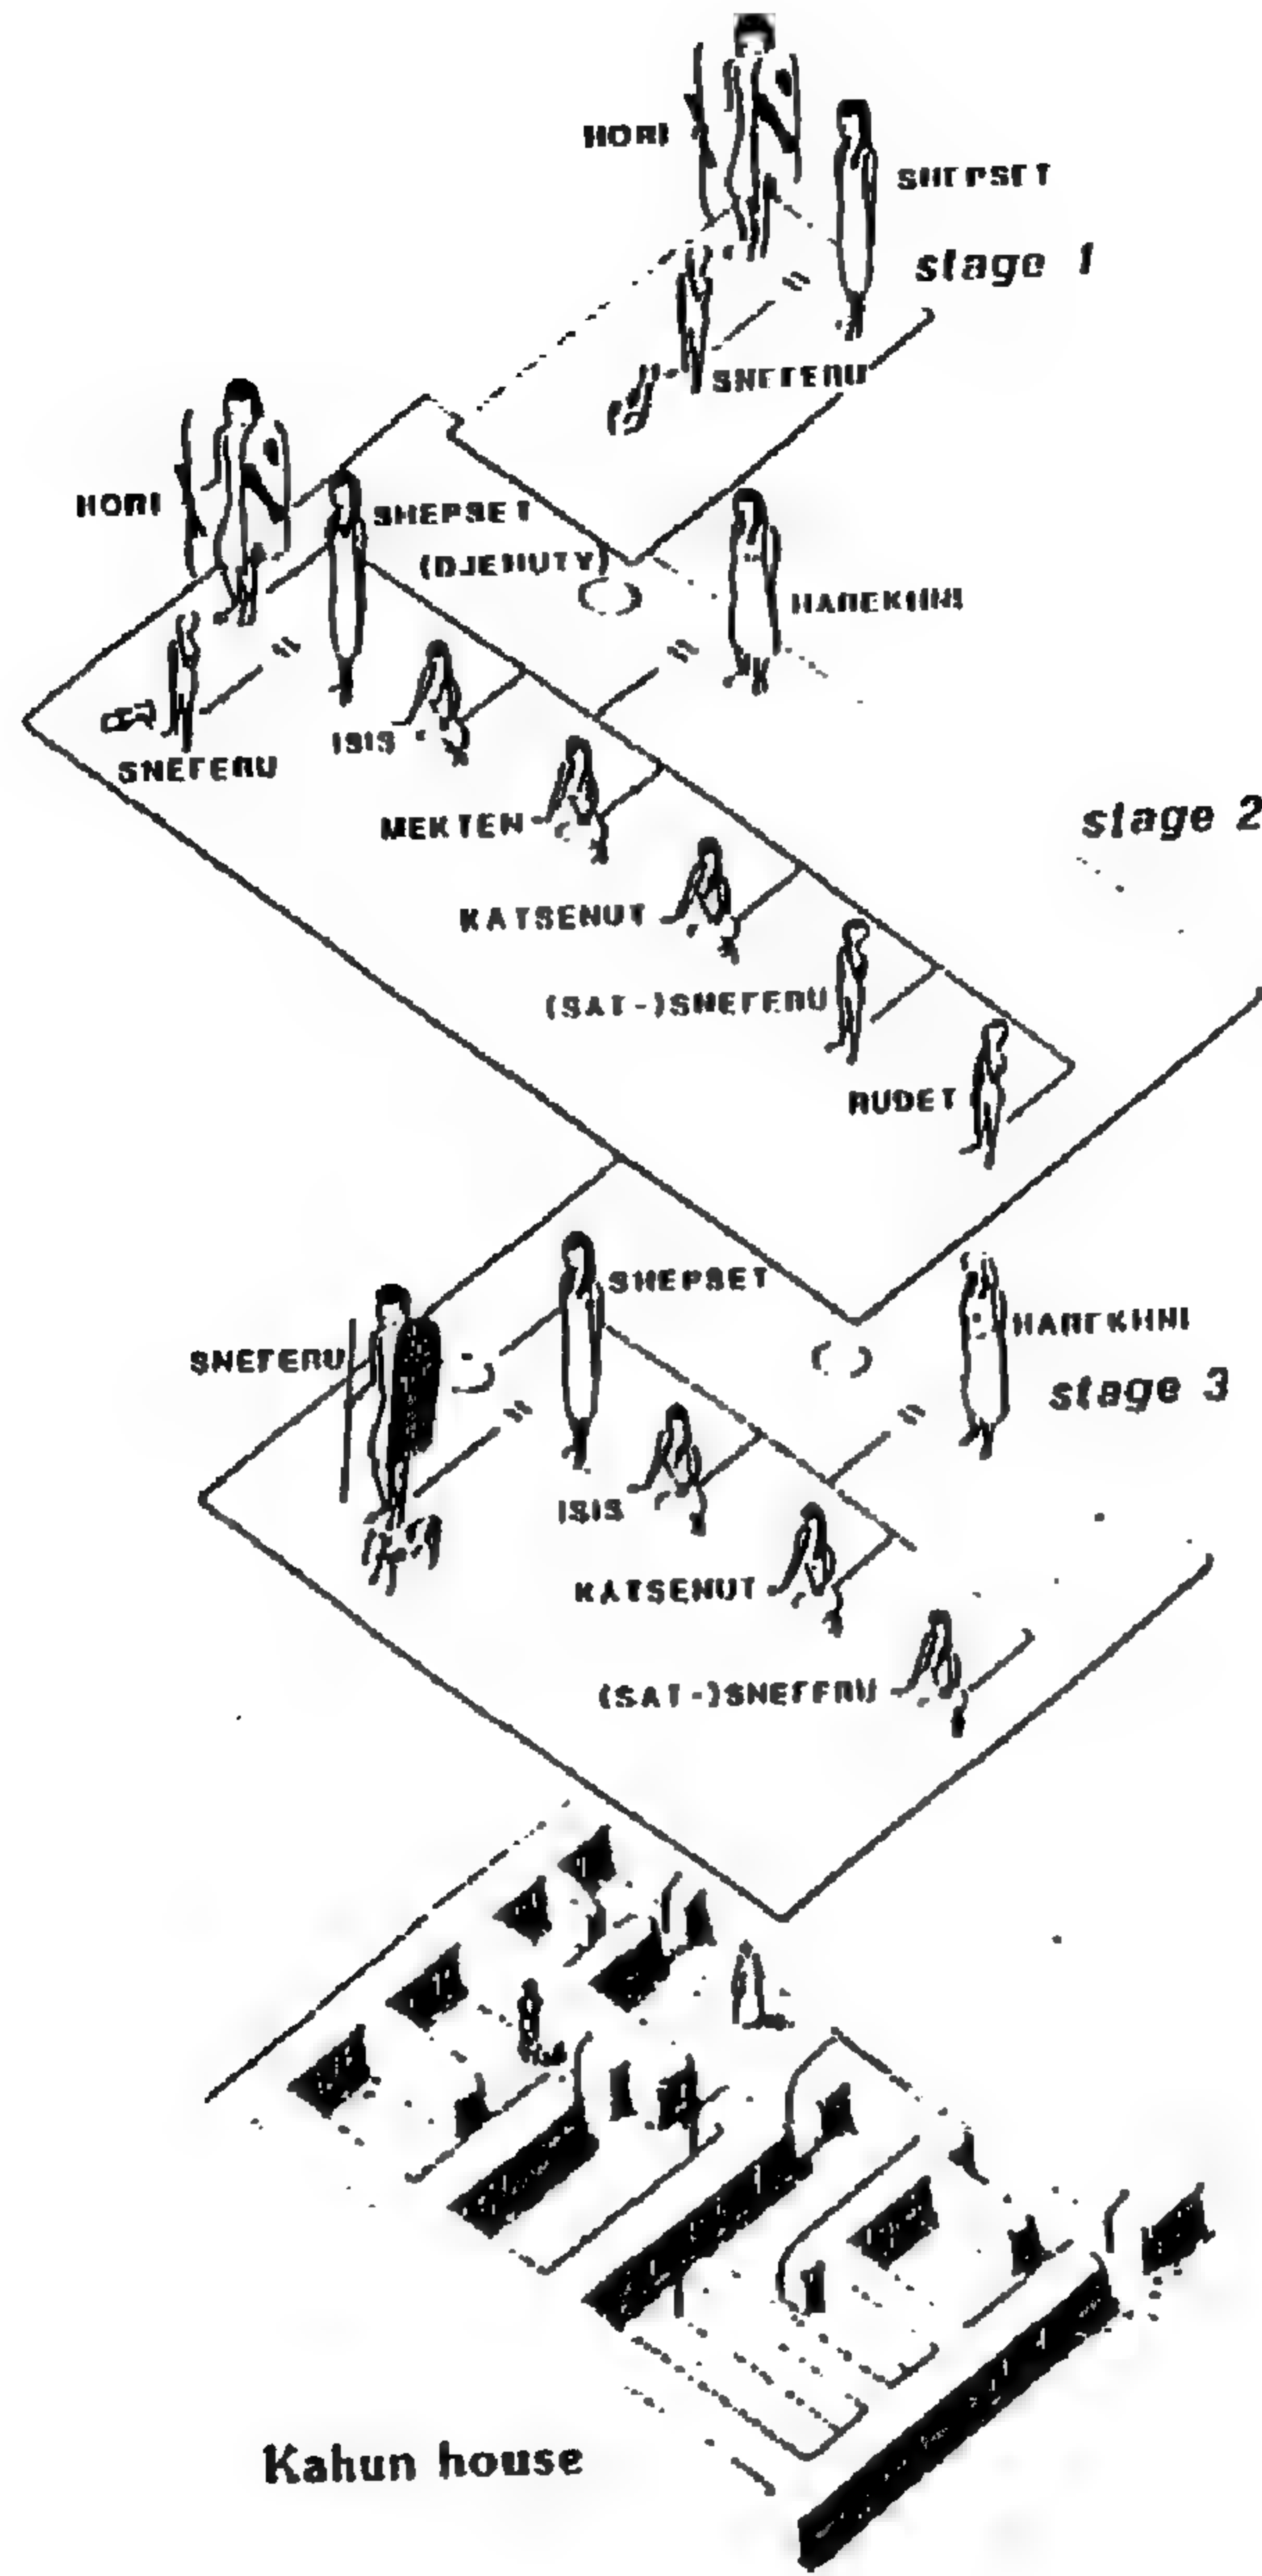 HORI
SHEPSET
stage 1
SNEFERU
HORI
SHEPSET
(DJEHUTY)
HAREKHNI
SNEFERU
ISIS
MEKTEN
stage 2
KATSENUT
(SAT-)SNEFERU
RUDET
SHEPSET
HAREKHNI
SNEFERU
stage 3
ISIS
KATSENUT
(SAT-)SNEFERU
Kahun house